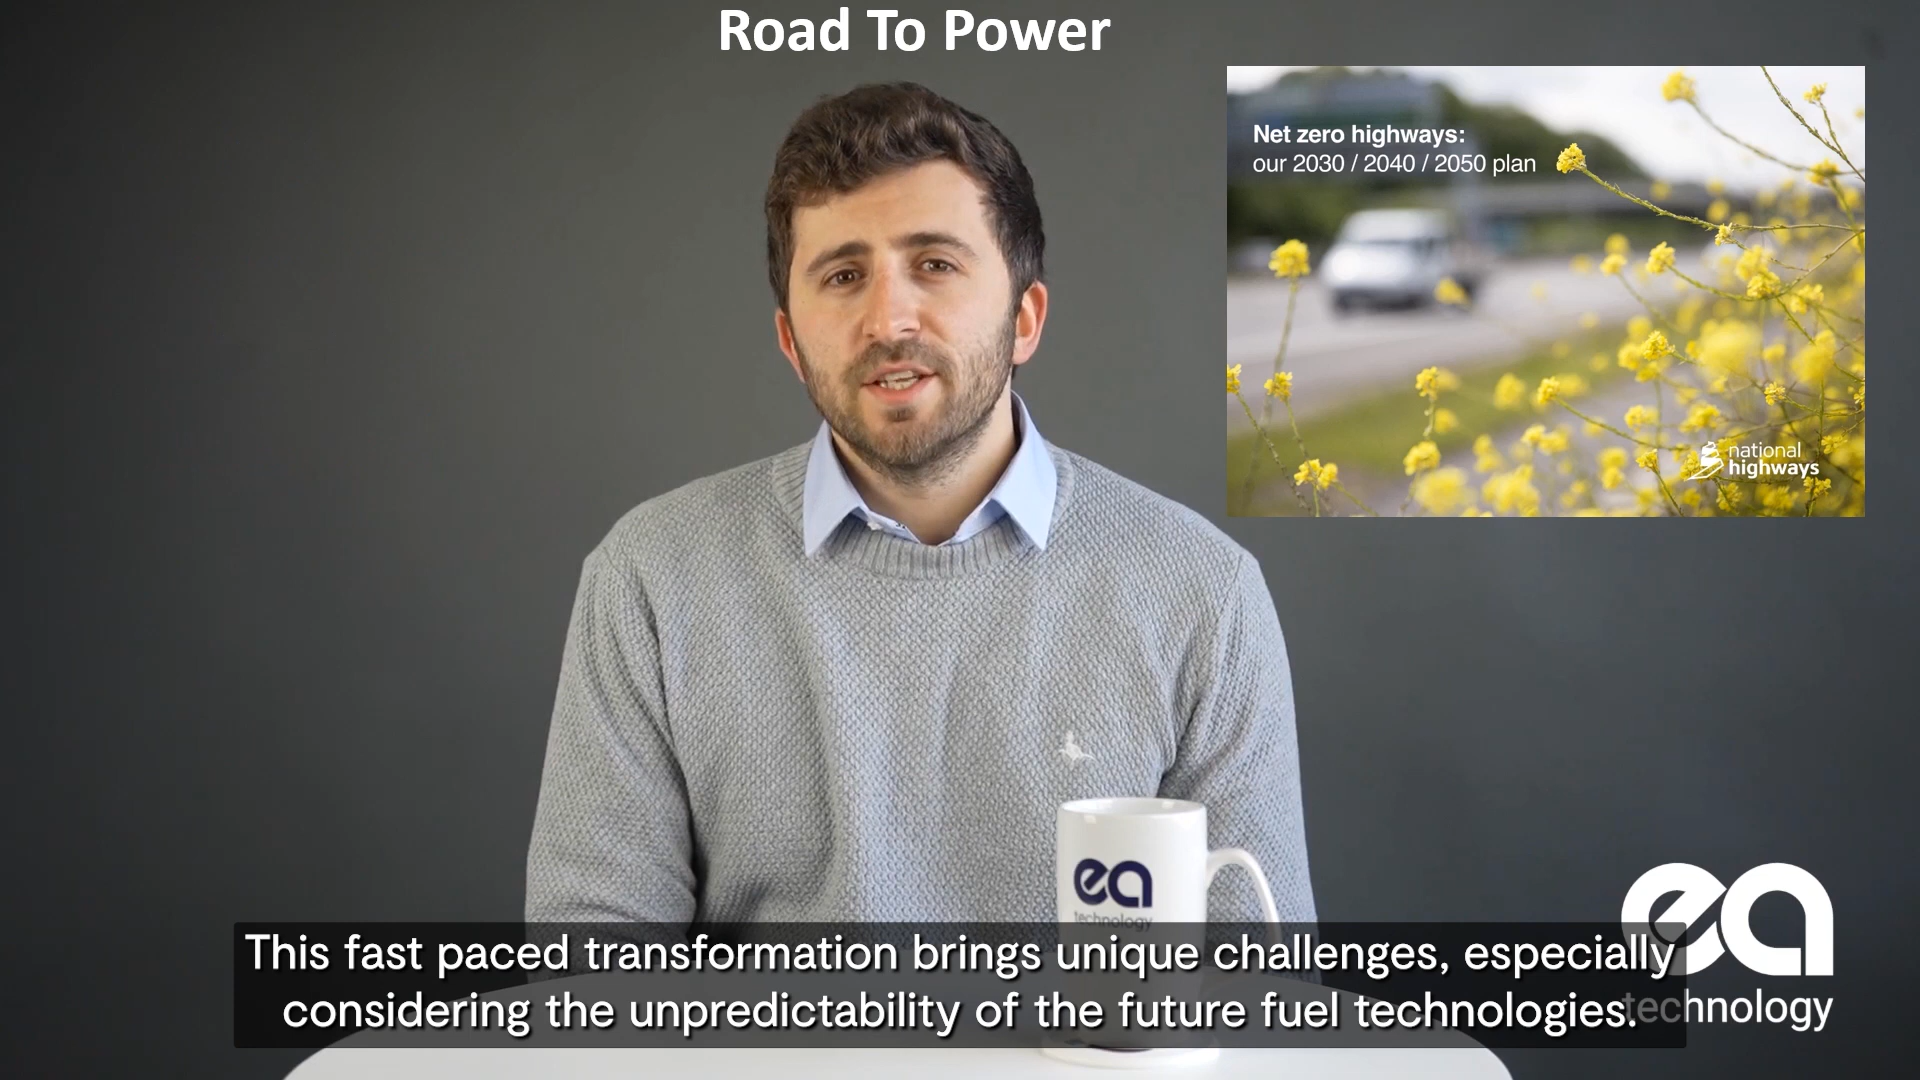 Road To Power
Net zero highways:
our 2030 / 2040 / 2050 plan
national
highways
ea
technology
This fast paced transformation brings unique challenges, especially
considering the unpredictability of the future fuel technologies.
ea
technology